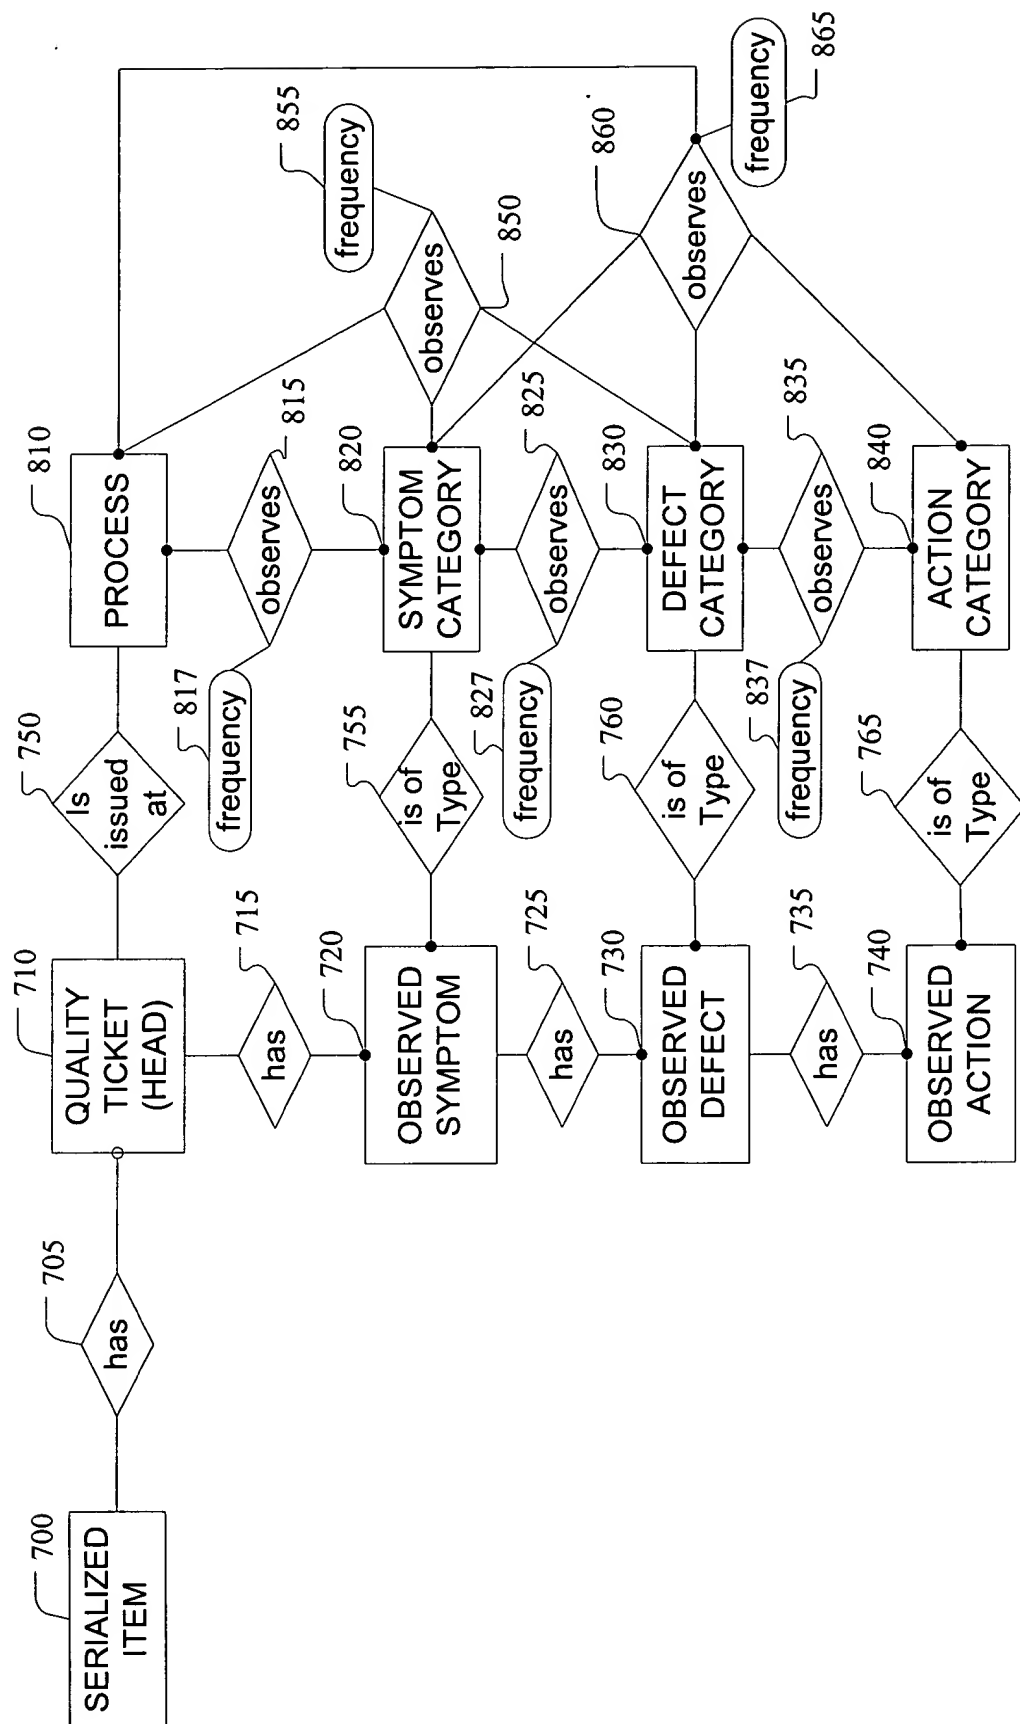 700
SERIALIZED
ITEM
705
has
710
QUALITY
TICKET
(HEAD)
750
Is
issued
at
810
PROCESS
715
has
817
frequency
815
observes
855
frequency
720
OBSERVED
SYMPTOM
755
is of
Type
820
SYMPTOM
CATEGORY
850
observes
725
has
827
frequency
825
observes
860
observes
865
frequency
730
OBSERVED
DEFECT
760
is of
Type
830
DEFECT
CATEGORY
735
has
837
frequency
835
observes
740
OBSERVED
ACTION
765
is of
Type
840
ACTION
CATEGORY